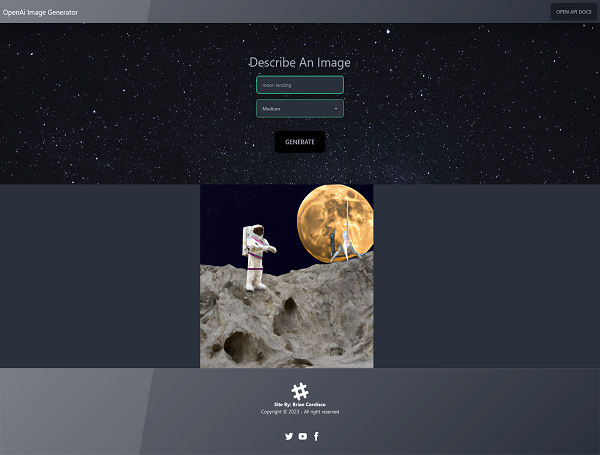 OpenAi Image Generator
OPEN API DOCS
Describe An Image
moon landing
Medium
GENERATE
Site By: Brian Cordisco
Copyright © 2023 - All right reserved